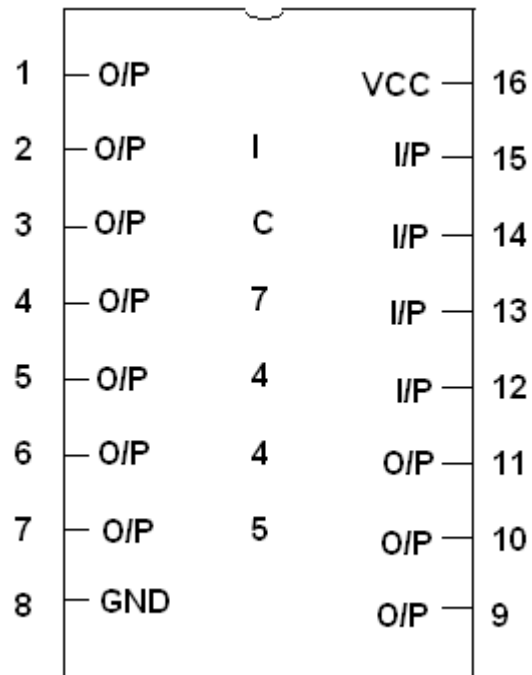 1 O/P VCC 16
2 O/P I I/P 15
3 O/P C I/P 14
4 O/P 7 I/P 13
5 O/P 4 I/P 12
6 O/P 4 O/P 11
7 O/P 5 O/P 10
8 GND O/P 9